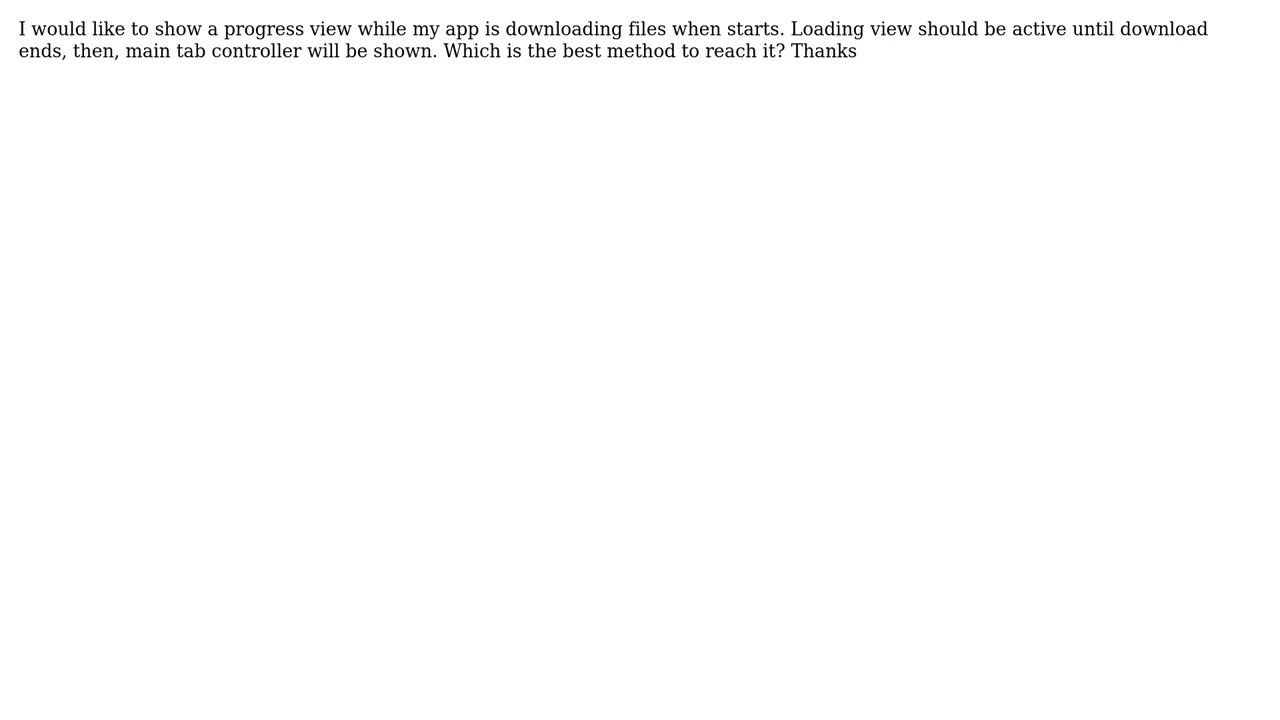 I would like to show a progress view while my app is downloading files when starts. Loading view should be active until download
ends, then, main tab controller will be shown. Which is the best method to reach it? Thanks